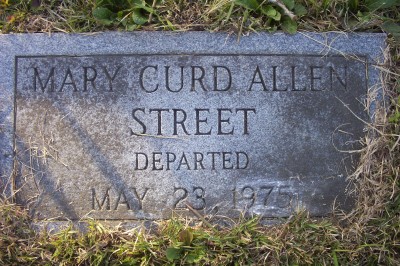 MARY CURD ALLEN
STREET
DEPARTED
MAY 23 1975